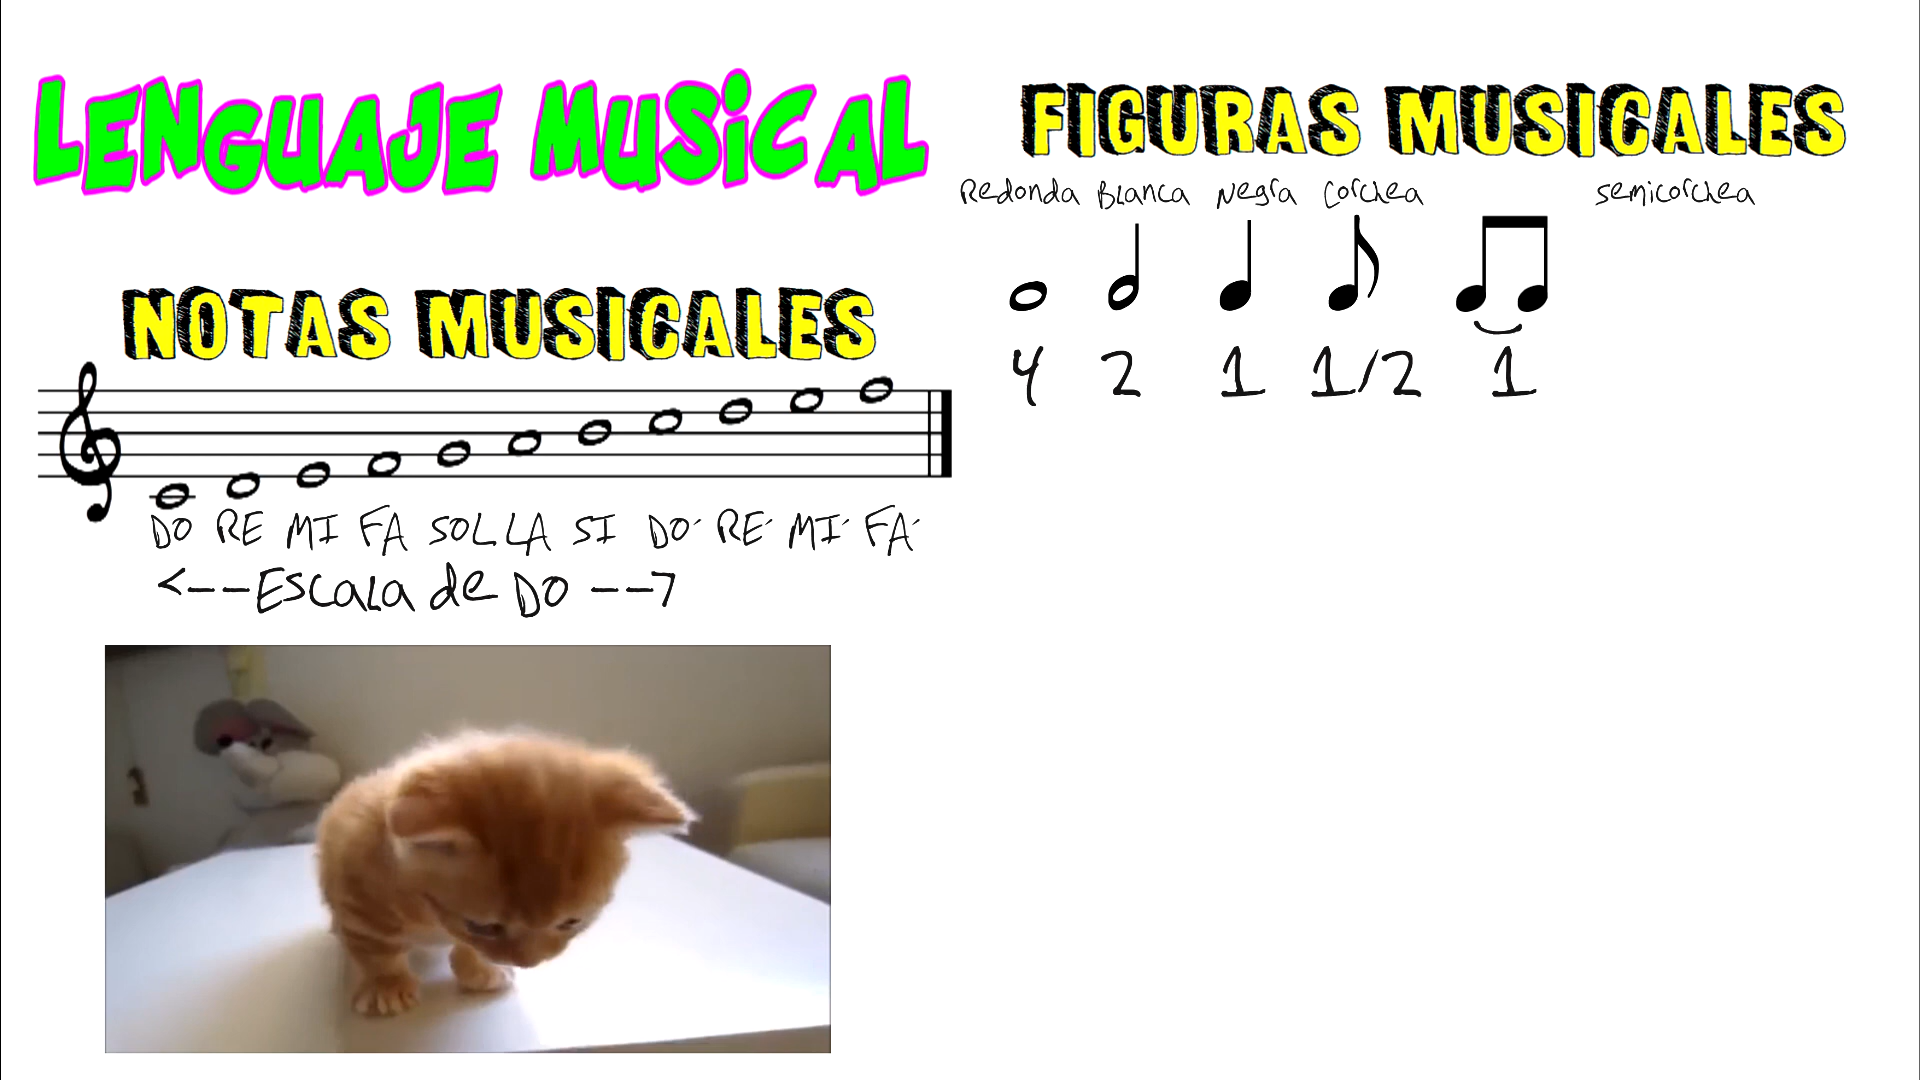 LENGUAJE MUSICAL
NOTAS MUSICALES
DO RE MI FA SOL LA SI DO´ RE´ MI´ FA´
<--Escala de DO -->
FIGURAS MUSICALES
Redonda Blanca Negra Corchea semicorchea
4 2 1 1/2 1